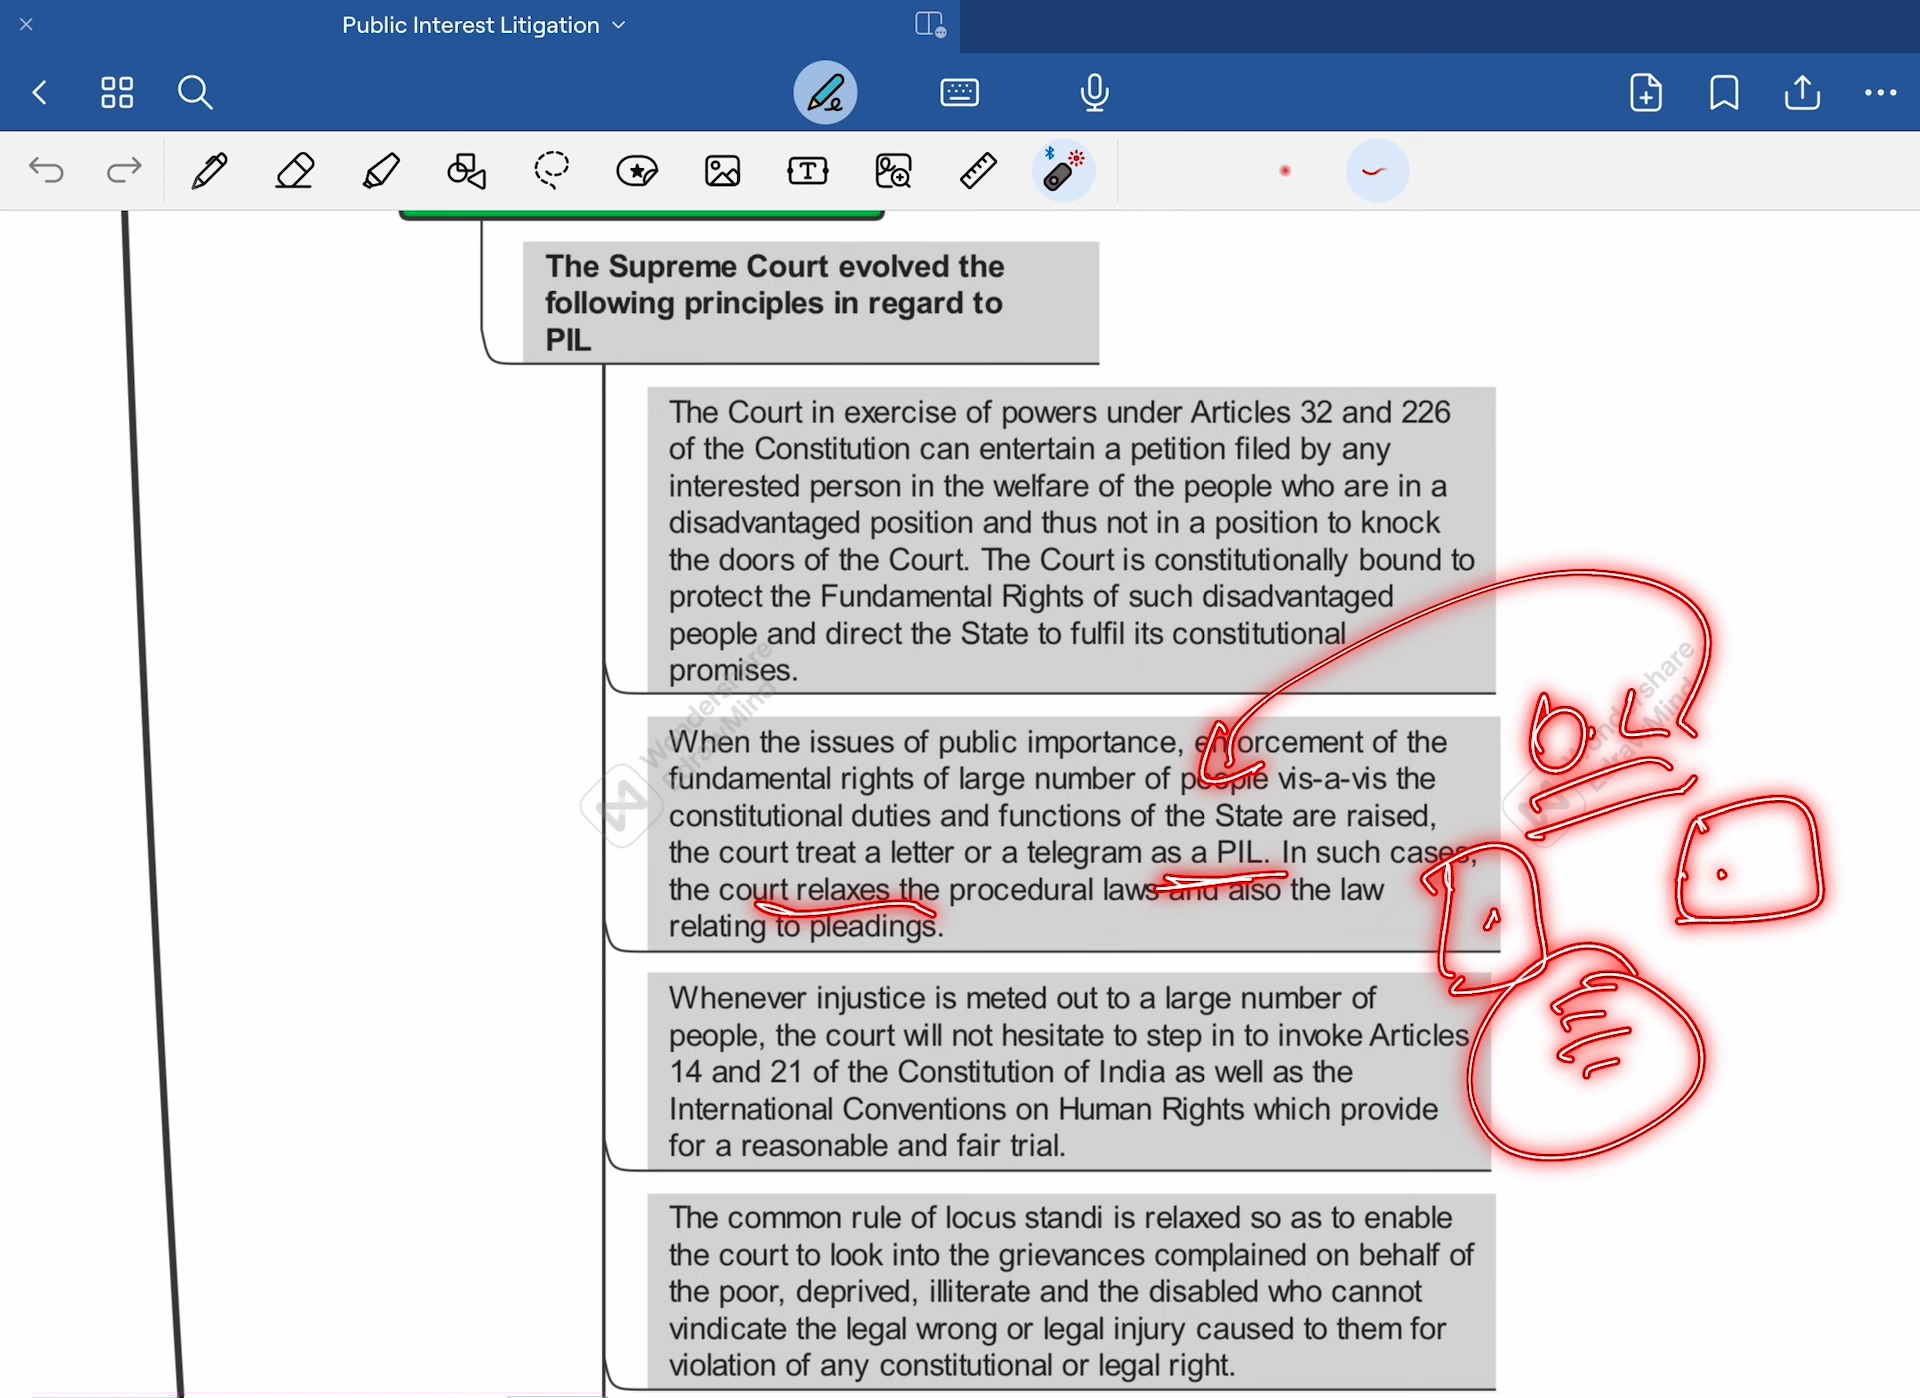 Public Interest Litigation
The Supreme Court evolved the
following principles in regard to
PIL
The Court in exercise of powers under Articles 32 and 226
of the Constitution can entertain a petition filed by any
interested person in the welfare of the people who are in a
disadvantaged position and thus not in a position to knock
the doors of the Court. The Court is constitutionally bound to
protect the Fundamental Rights of such disadvantaged
people and direct the State to fulfil its constitutional
promises.
When the issues of public importance, enforcement of the
fundamental rights of large number of people vis-a-vis the
constitutional duties and functions of the State are raised,
the court treat a letter or a telegram as a PIL. In such cases,
the court relaxes the procedural laws and also the law
relating to pleadings.
Whenever injustice is meted out to a large number of
people, the court will not hesitate to step in to invoke Articles
14 and 21 of the Constitution of India as well as the
International Conventions on Human Rights which provide
for a reasonable and fair trial.
The common rule of locus standi is relaxed so as to enable
the court to look into the grievances complained on behalf of
the poor, deprived, illiterate and the disabled who cannot
vindicate the legal wrong or legal injury caused to them for
violation of any constitutional or legal right.
Wondershare
EdrawMind
Wondershare
EdrawMind